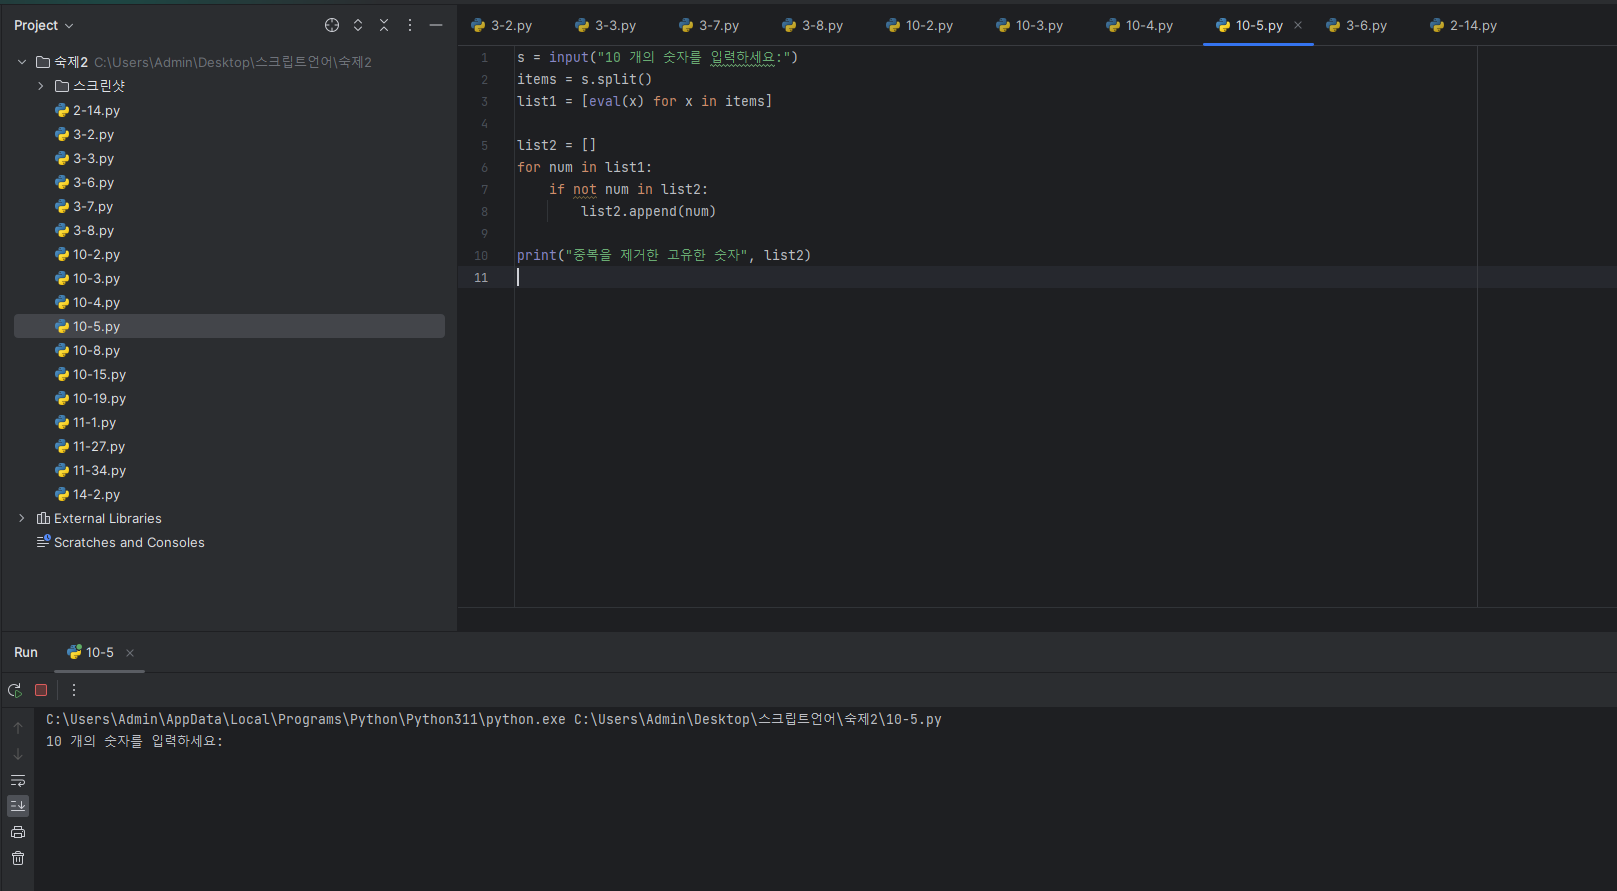 Project
숙제2 C:\Users\Admin\Desktop\스크립트언어\숙제2
스크린샷
2-14.py
3-2.py
3-3.py
3-6.py
3-7.py
3-8.py
10-2.py
10-3.py
10-4.py
10-5.py
10-8.py
10-15.py
10-19.py
11-1.py
11-27.py
11-34.py
14-2.py
External Libraries
Scratches and Consoles
3-2.py 3-3.py 3-7.py 3-8.py 10-2.py 10-3.py 10-4.py 10-5.py 3-6.py 2-14.py
1 s = input("10 개의 숫자를 입력하세요:")
2 items = s.split()
3 list1 = [eval(x) for x in items]
4
5 list2 = []
6 for num in list1:
7 if not num in list2:
8 list2.append(num)
9
10 print("중복을 제거한 고유한 숫자", list2)
11
Run 10-5
C:\Users\Admin\AppData\Local\Programs\Python\Python311\python.exe C:\Users\Admin\Desktop\스크립트언어\숙제2\10-5.py
10 개의 숫자를 입력하세요: